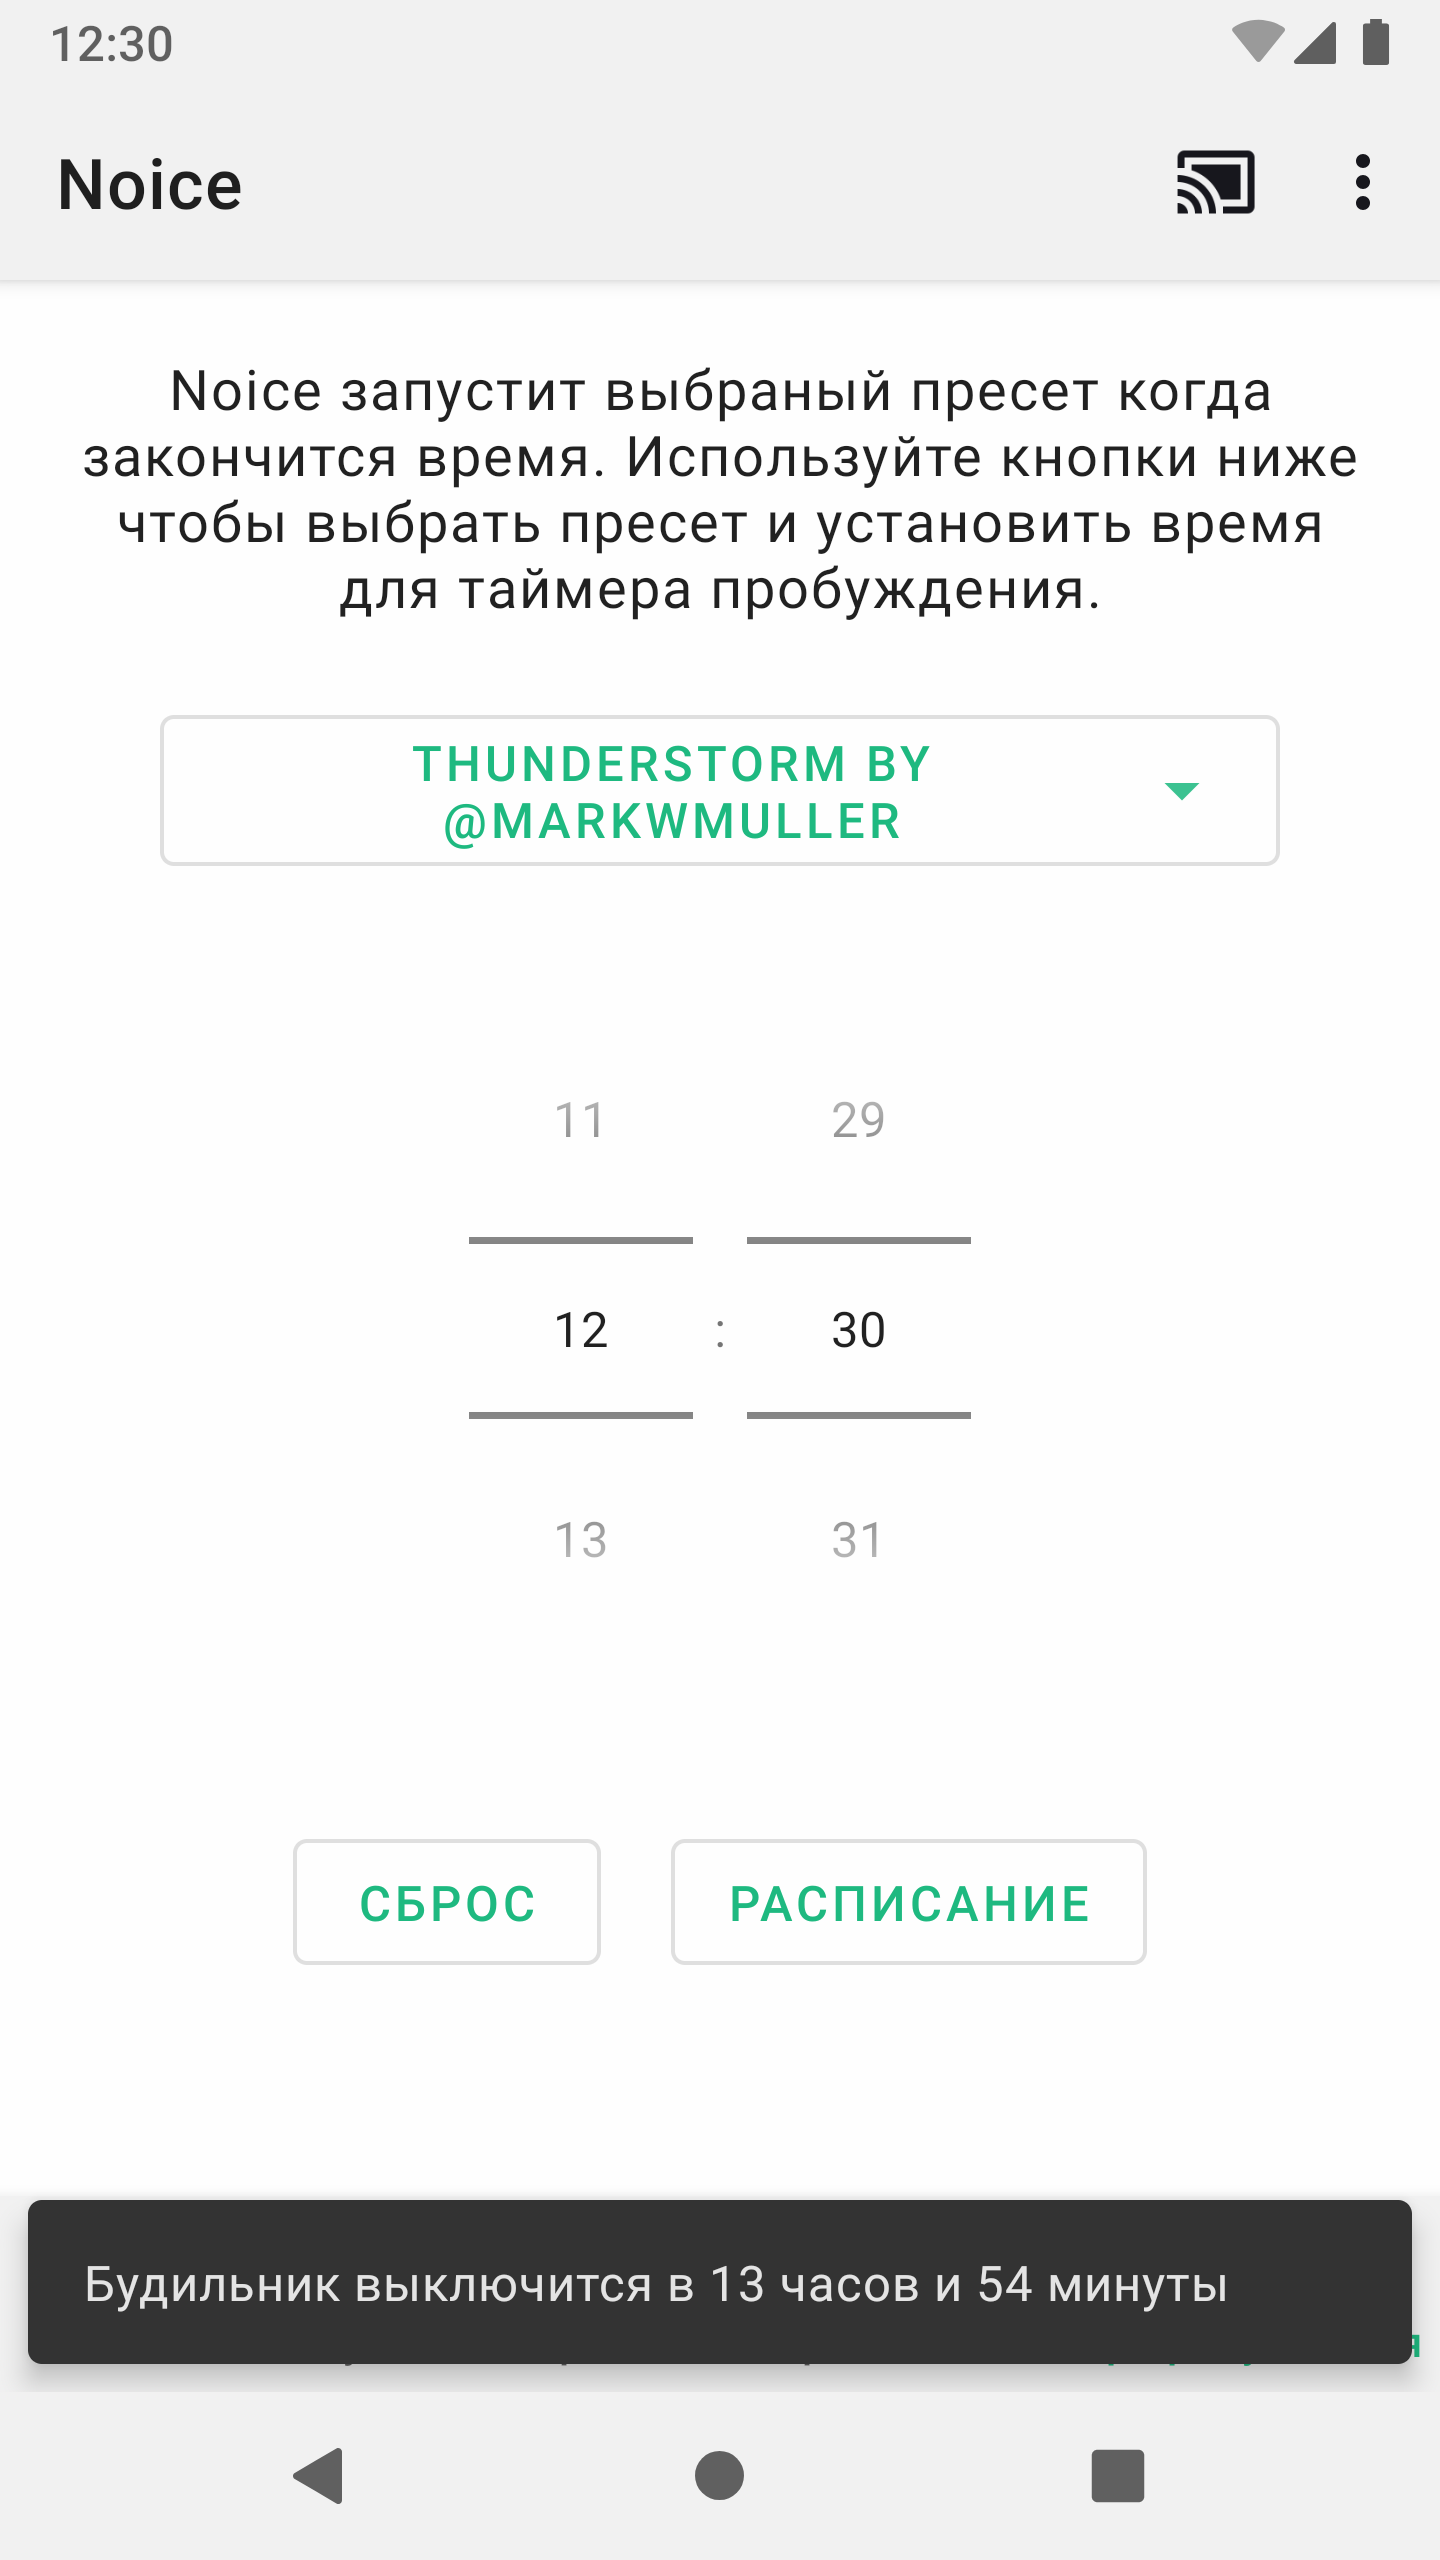 12:30
Noice
Noice запустит выбраный пресет когда
закончится время. Используйте кнопки ниже
чтобы выбрать пресет и установить время
для таймера пробуждения.
THUNDERSTORM BY
@MARKWMULLER
11 29
12 : 30
13 31
СБРОС РАСПИСАНИЕ
Будильник выключится в 13 часов и 54 минуты